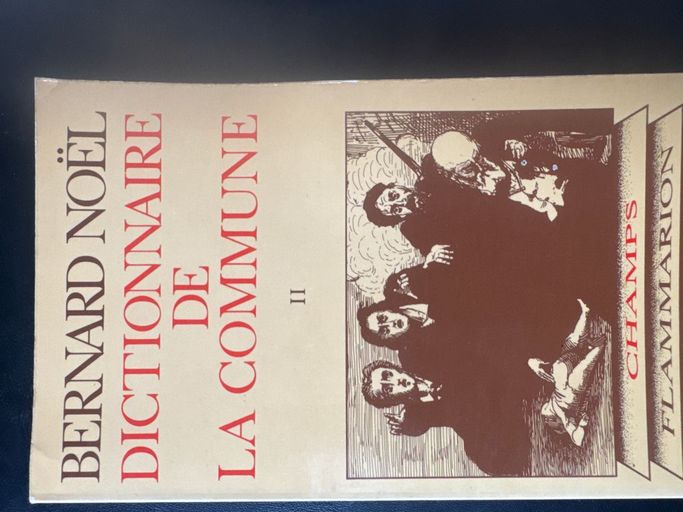 BERNARD NOËL
DICTIONNAIRE
DE
LA COMMUNE
II
CHAMPS
FLAMMARION